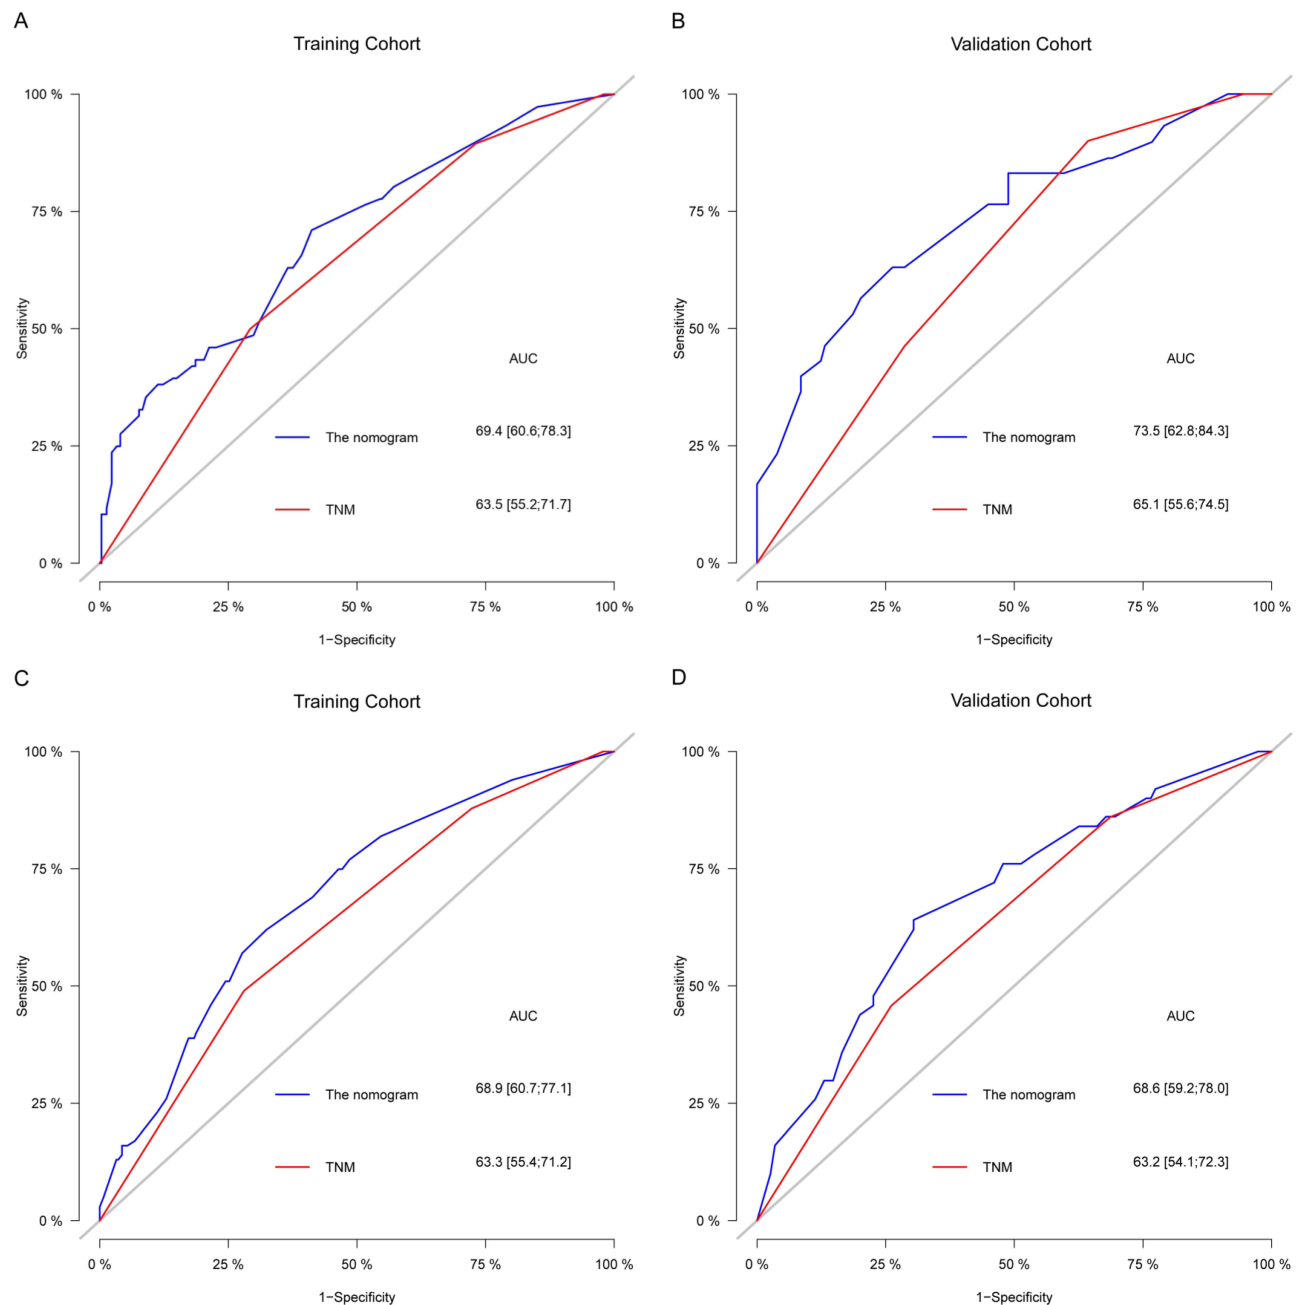 A
Training Cohort
100 %
75 %
50 %
25 %
0 %
Sensitivity
AUC
The nomogram 69.4 [60.6;78.3]
TNM 63.5 [55.2;71.7]
0 % 25 % 50 % 75 % 100 %
1−Specificity
B
Validation Cohort
100 %
75 %
50 %
25 %
0 %
Sensitivity
AUC
The nomogram 73.5 [62.8;84.3]
TNM 65.1 [55.6;74.5]
0 % 25 % 50 % 75 % 100 %
1−Specificity
C
Training Cohort
100 %
75 %
50 %
25 %
0 %
Sensitivity
AUC
The nomogram 68.9 [60.7;77.1]
TNM 63.3 [55.4;71.2]
0 % 25 % 50 % 75 % 100 %
1−Specificity
D
Validation Cohort
100 %
75 %
50 %
25 %
0 %
Sensitivity
AUC
The nomogram 68.6 [59.2;78.0]
TNM 63.2 [54.1;72.3]
0 % 25 % 50 % 75 % 100 %
1−Specificity